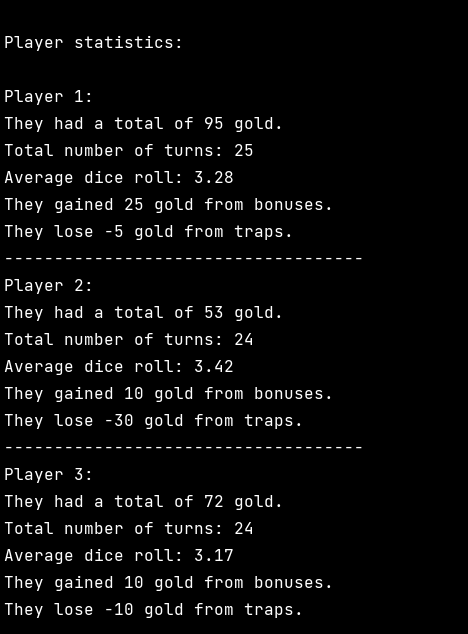 Player statistics:
Player 1:
They had a total of 95 gold.
Total number of turns: 25
Average dice roll: 3.28
They gained 25 gold from bonuses.
They lose -5 gold from traps.
------------------------------------
Player 2:
They had a total of 53 gold.
Total number of turns: 24
Average dice roll: 3.42
They gained 10 gold from bonuses.
They lose -30 gold from traps.
------------------------------------
Player 3:
They had a total of 72 gold.
Total number of turns: 24
Average dice roll: 3.17
They gained 10 gold from bonuses.
They lose -10 gold from traps.